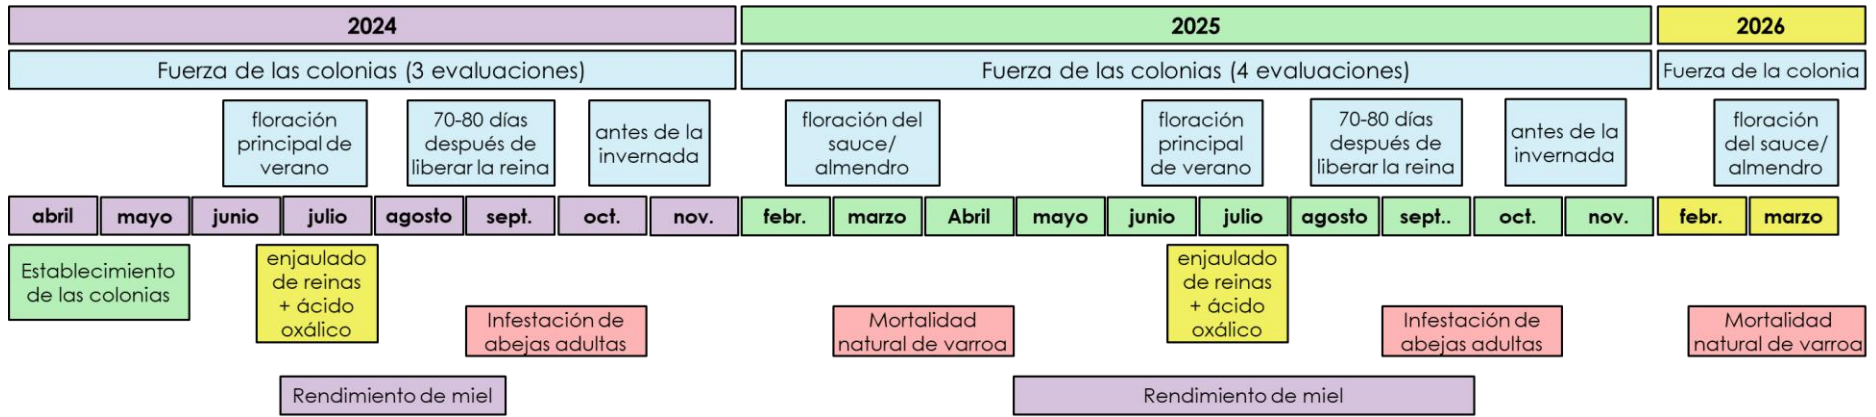 2024
2025
2026
Fuerza de las colonias (3 evaluaciones)
Fuerza de las colonias (4 evaluaciones)
Fuerza de la colonia
floración
principal de
verano
70-80 días
después de
liberar la reina
antes de la
invernada
floración del
sauce/
almendro
floración
principal
de verano
70-80 días
después de
liberar la reina
antes de la
invernada
floración
del sauce/
almendro
abril
mayo
junio
julio
agosto
sept.
oct.
nov.
febr.
marzo
Abril
mayo
junio
julio
agosto
sept..
oct.
nov.
febr.
marzo
Establecimiento
de las colonias
enjaulado
de reinas
+ ácido
oxálico
Infestación de
abejas adultas
Mortalidad
natural de varroa
enjaulado
de reinas
+ ácido
oxálico
Infestación de
abejas adultas
Mortalidad
natural de varroa
Rendimiento de miel
Rendimiento de miel